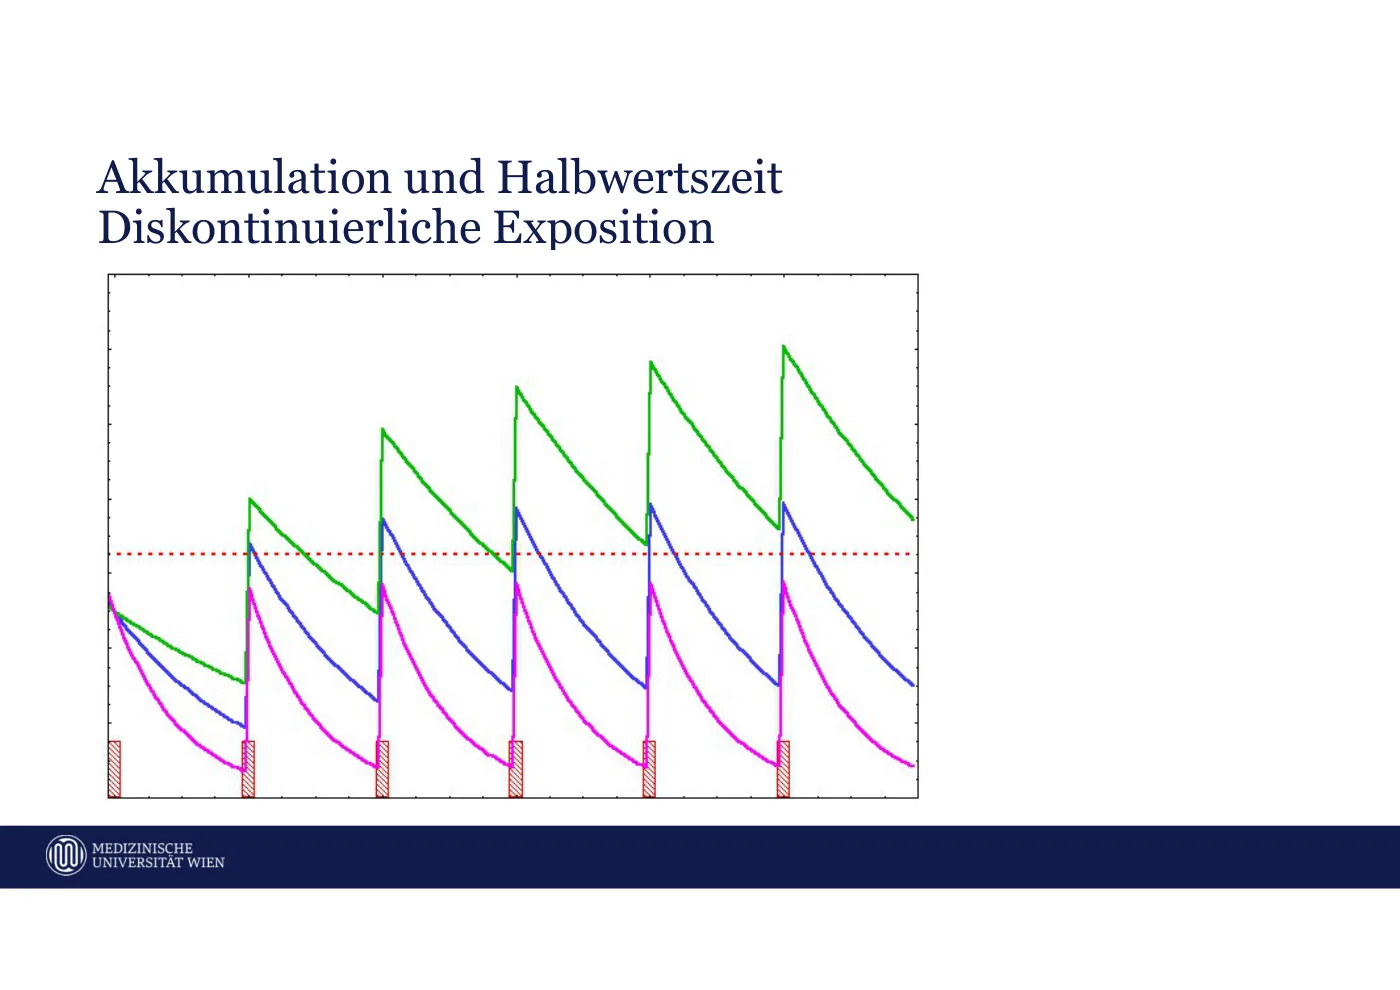 Akkumulation und Halbwertszeit
Diskontinuierliche Exposition
MEDIZINISCHE
UNIVERSITÄT WIEN